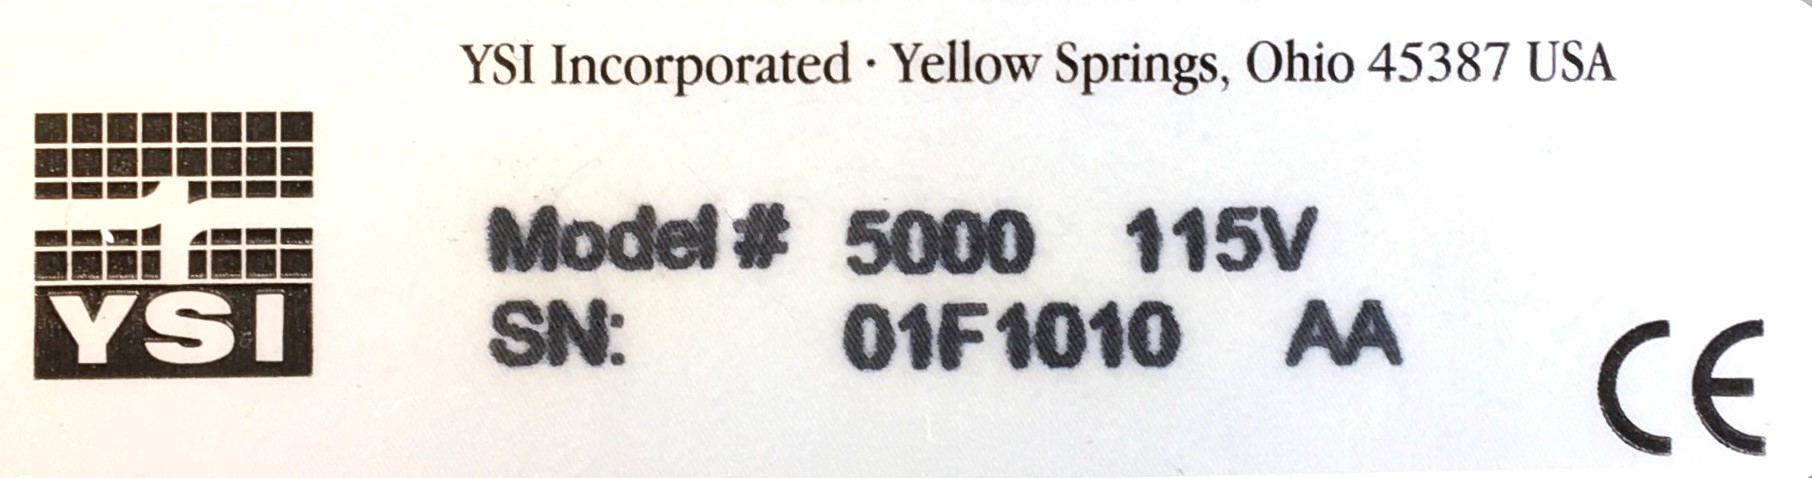 YSI Incorporated · Yellow Springs, Ohio 45387 USA
YSI
Model # 5000 115V
SN: 01F1010 AA
CE